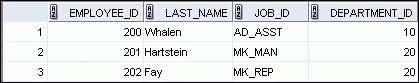 EMPLOYEE_ID LAST_NAME JOB_ID DEPARTMENT_ID
1 200 Whalen AD_ASST 10
2 201 Hartstein MK_MAN 20
3 202 Fay MK_REP 20